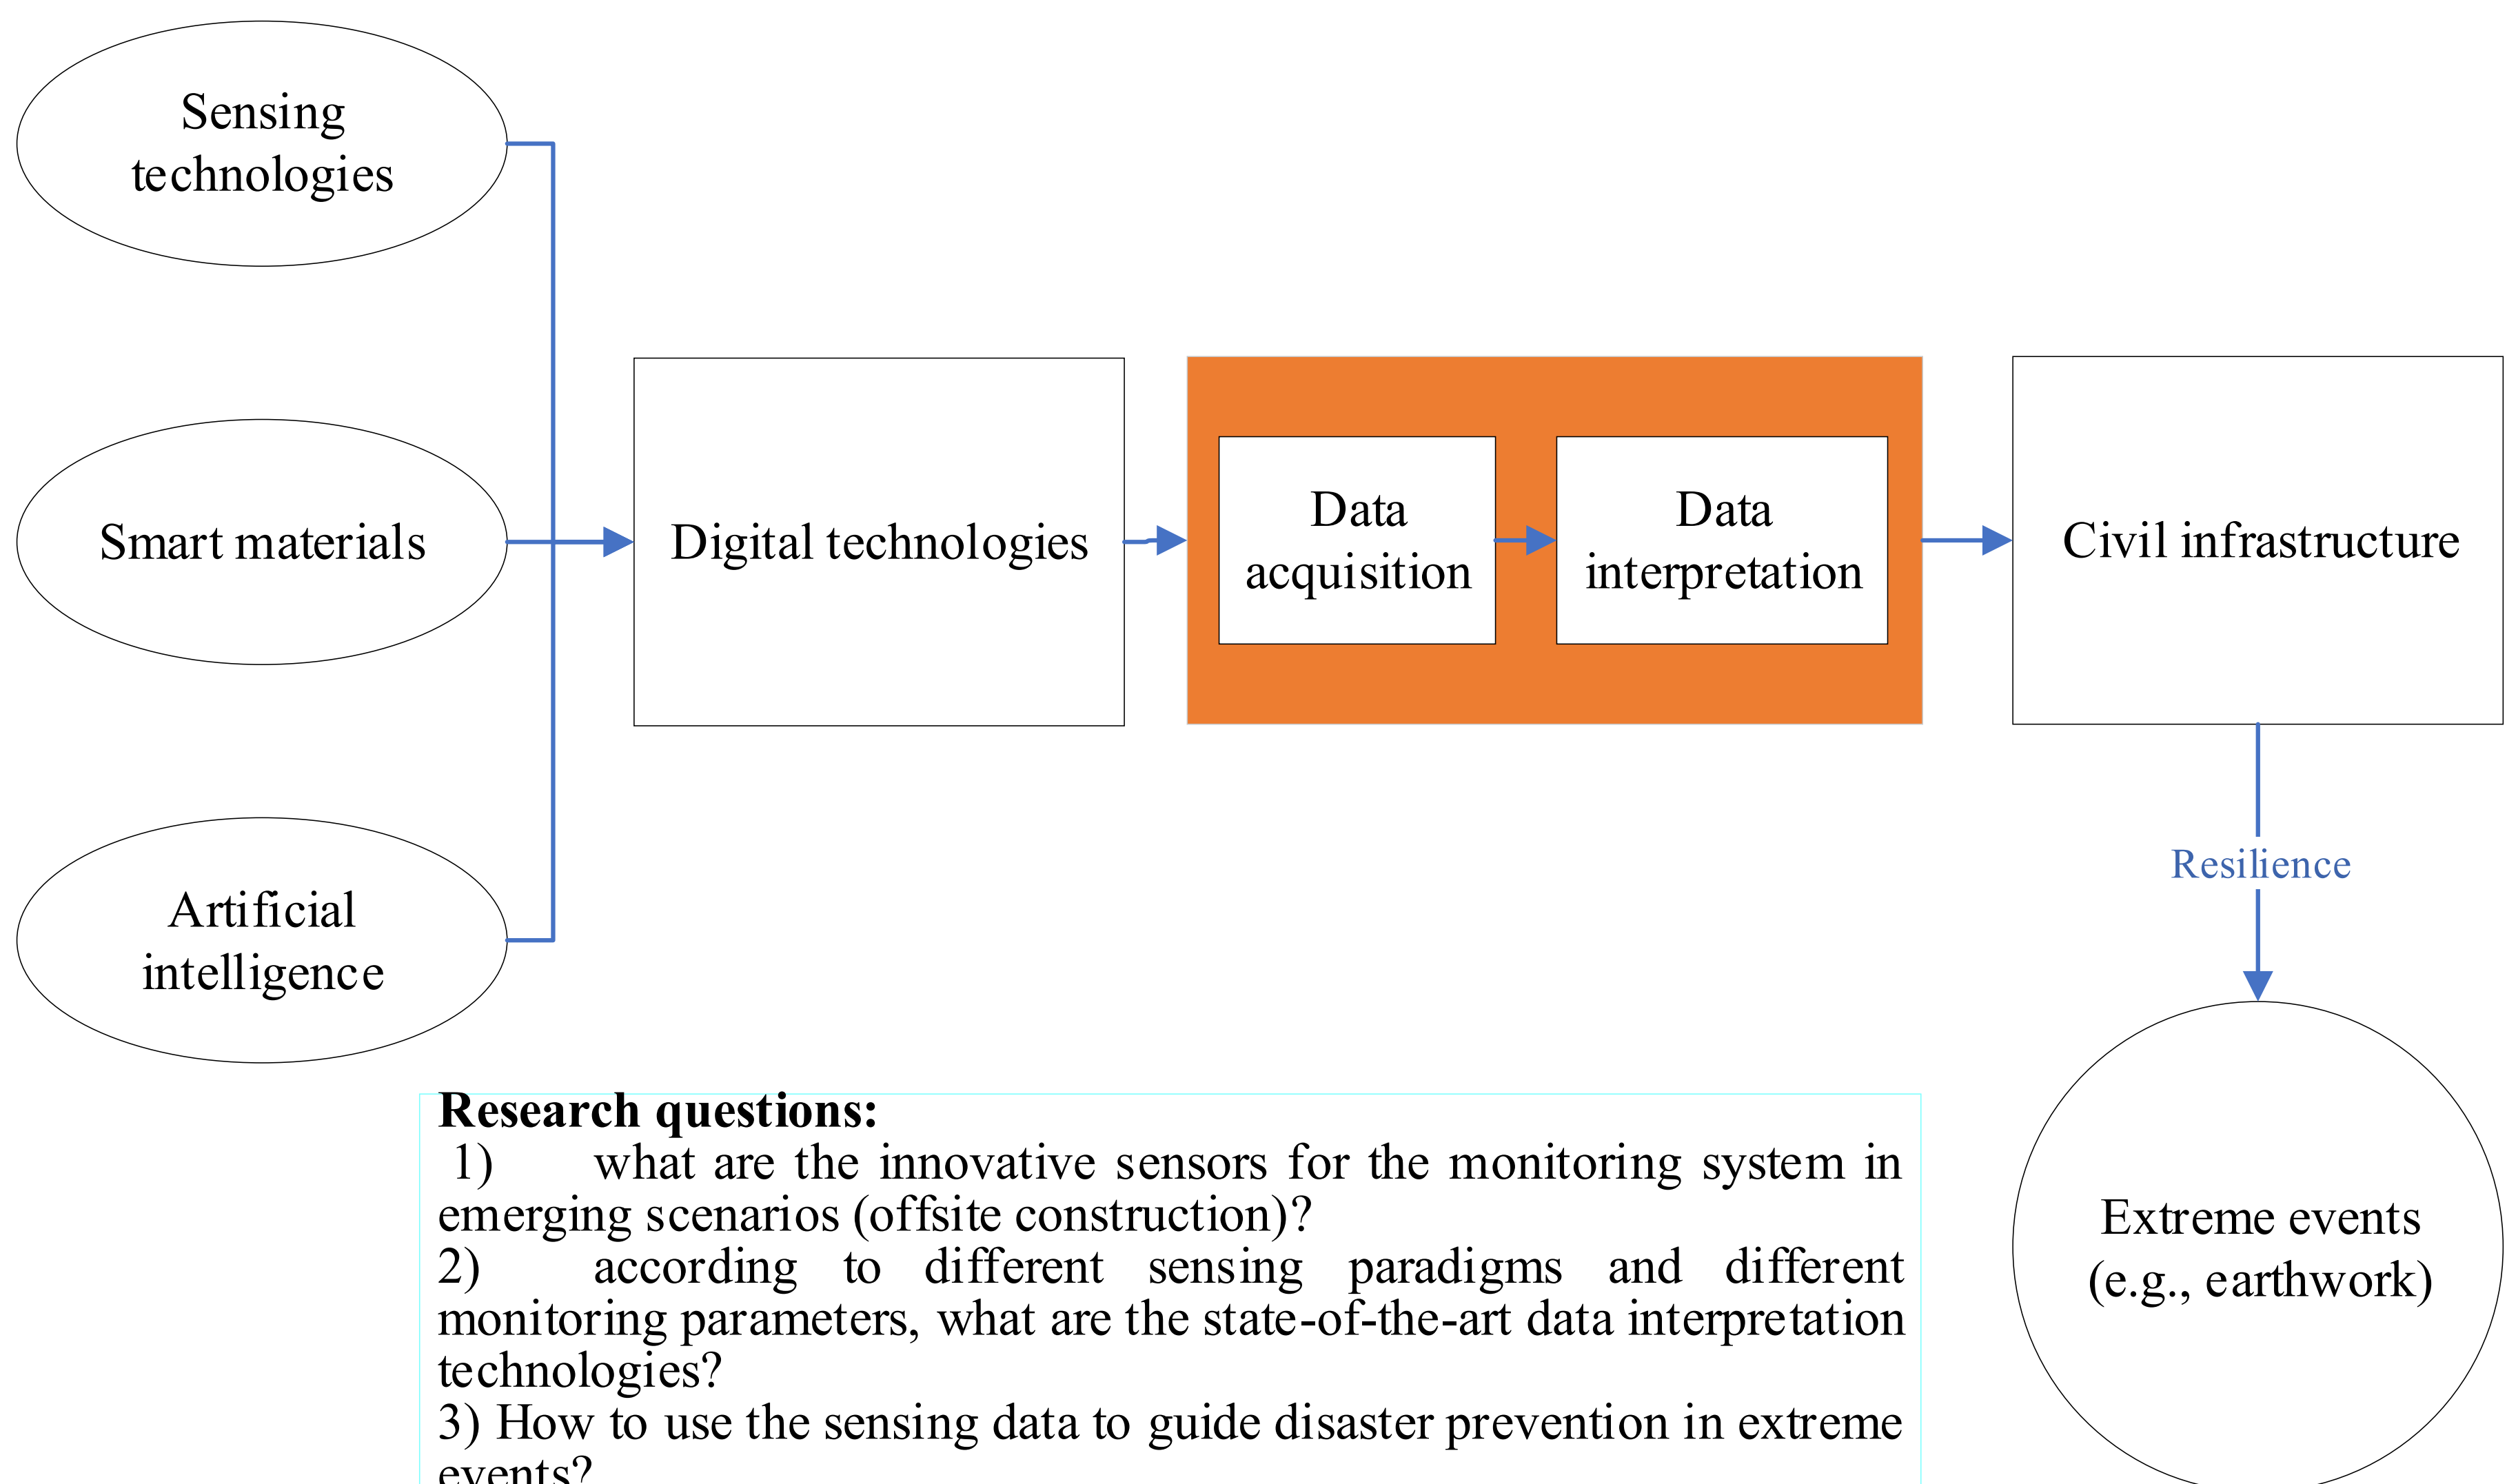 Sensing
technologies
Smart materials
Artificial
intelligence
Digital technologies
Data
acquisition
Data
interpretation
Civil infrastructure
Resilience
Extreme events
(e.g., earthwork)
Research questions:
1) what are the innovative sensors for the monitoring system in
emerging scenarios (offsite construction)?
2) according to different sensing paradigms and different
monitoring parameters, what are the state-of-the-art data interpretation
technologies?
3) How to use the sensing data to guide disaster prevention in extreme
events?